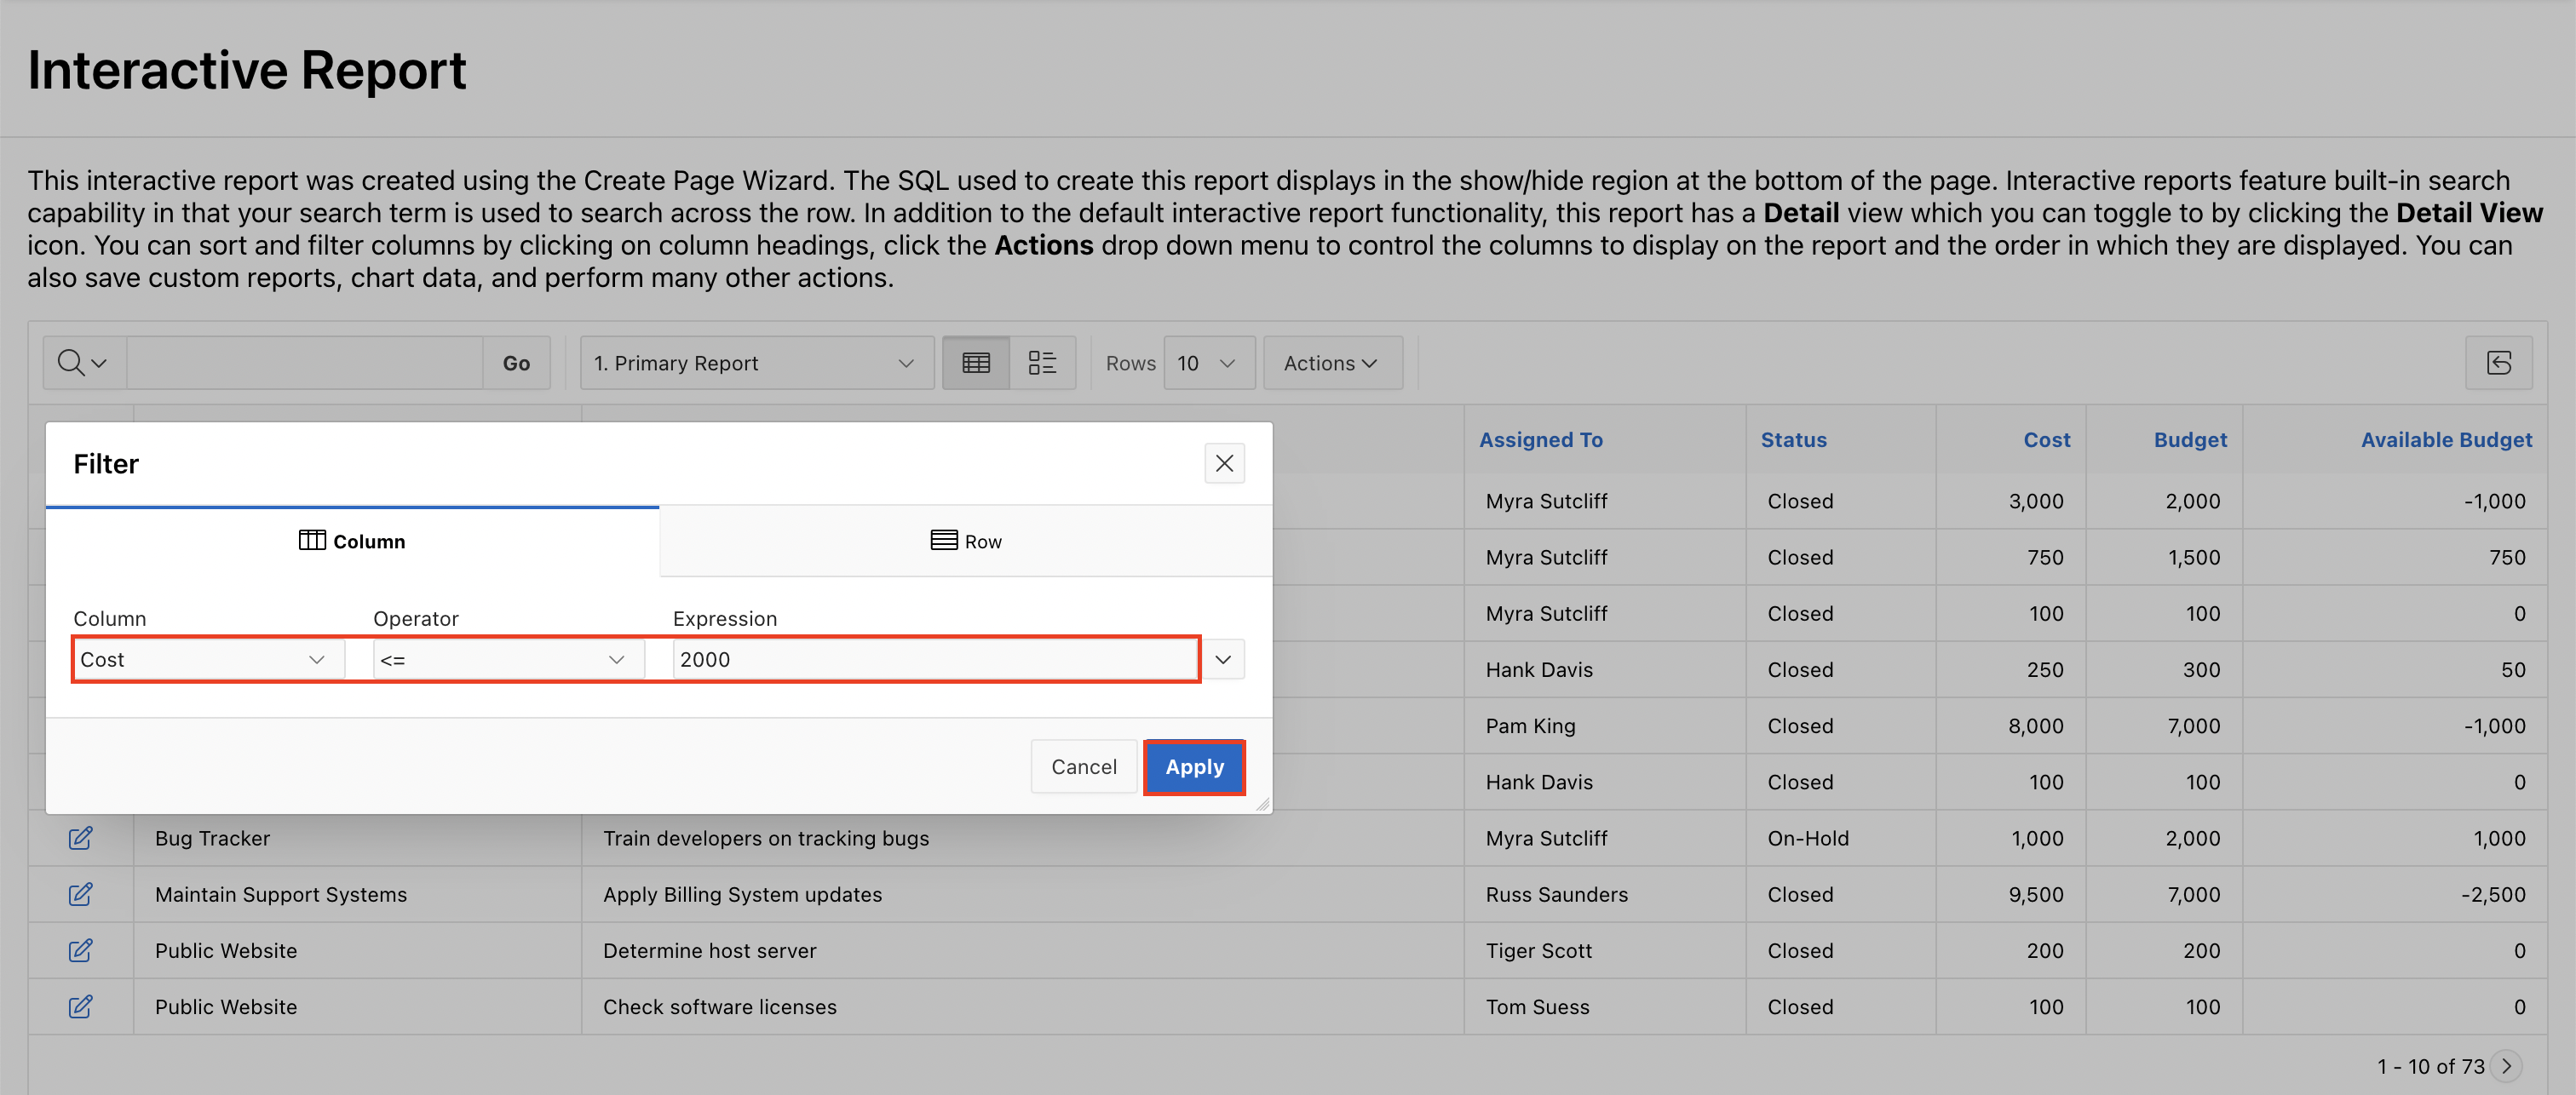 Interactive Report
This interactive report was created using the Create Page Wizard. The SQL used to create this report displays in the show/hide region at the bottom of the page. Interactive reports feature built-in search
capability in that your search term is used to search across the row. In addition to the default interactive report functionality, this report has a Detail view which you can toggle to by clicking the Detail View
icon. You can sort and filter columns by clicking on column headings, click the Actions drop down menu to control the columns to display on the report and the order in which they are displayed. You can
also save custom reports, chart data, and perform many other actions.
Go 1. Primary Report Rows 10 Actions
Assigned To Status Cost Budget Available Budget
Filter
Column Row
Column Operator Expression
Cost <= 2000
Cancel Apply
Myra Sutcliff Closed 3,000 2,000 -1,000
Myra Sutcliff Closed 750 1,500 750
Myra Sutcliff Closed 100 100 0
Hank Davis Closed 250 300 50
Pam King Closed 8,000 7,000 -1,000
Hank Davis Closed 100 100 0
Bug Tracker Train developers on tracking bugs Myra Sutcliff On-Hold 1,000 2,000 1,000
Maintain Support Systems Apply Billing System updates Russ Saunders Closed 9,500 7,000 -2,500
Public Website Determine host server Tiger Scott Closed 200 200 0
Public Website Check software licenses Tom Suess Closed 100 100 0
1 - 10 of 73